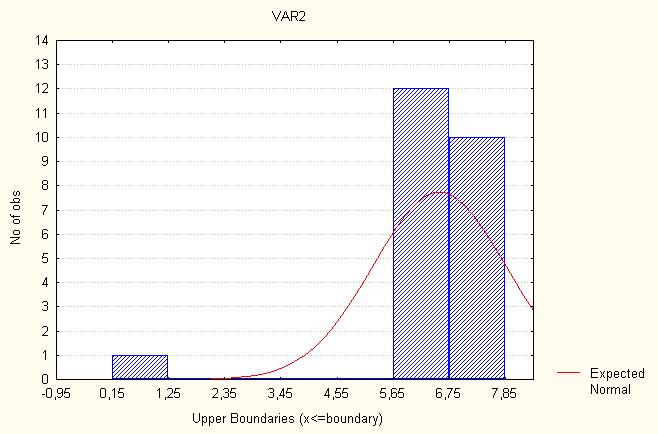 VAR2
14
13
12
11
10
9
8
7
6
5
4
3
2
1
0
No of obs
-0,95 0,15 1,25 2,35 3,45 4,55 5,65 6,75 7,85
Upper Boundaries (x<=boundary)
Expected
Normal